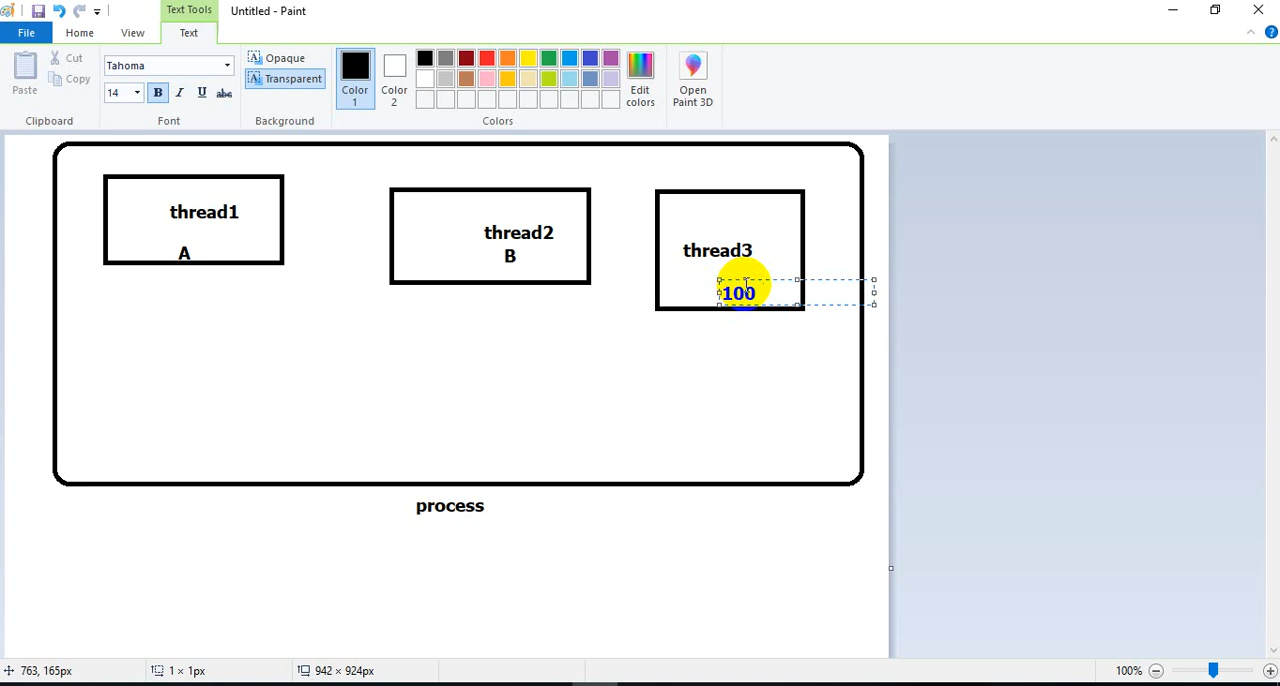 Text Tools
Untitled - Paint
File
Home
View
Text
Paste
Cut
Copy
Clipboard
Tahoma
14
B
I
U
abc
Font
Opaque
Transparent
Background
Color 1
Color 2
Edit colors
Colors
Open Paint 3D
thread1
A
thread2
B
thread3
100
process
763, 165px
1 × 1px
942 × 924px
100%